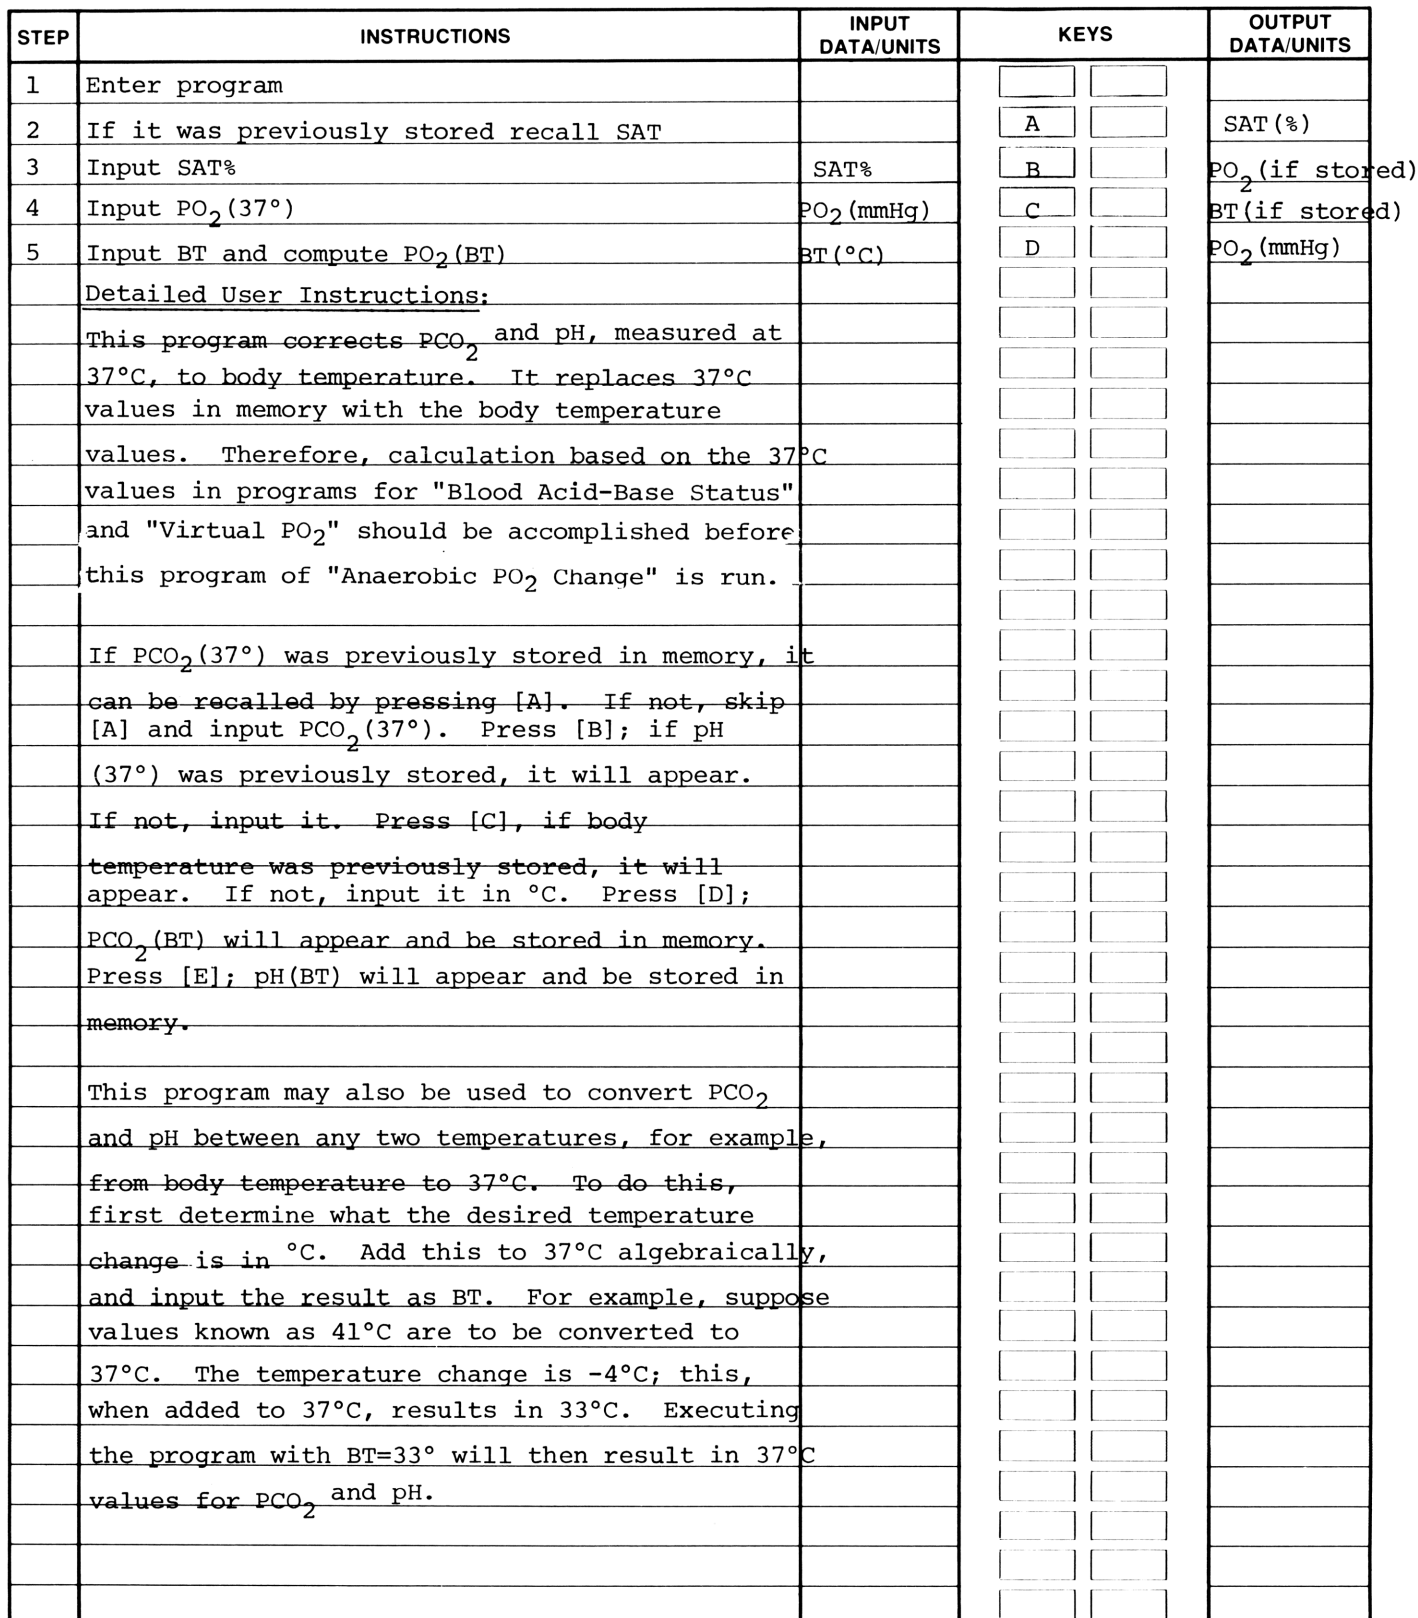 STEP INSTRUCTIONS INPUT DATA/UNITS KEYS OUTPUT DATA/UNITS
1 Enter program
2 If it was previously stored recall SAT A SAT(%)
3 Input SAT% SAT% B PO2(if stored)
4 Input PO2(37°) PO2(mmHg) C BT(if stored)
5 Input BT and compute PO2(BT) BT(°C) D PO2(mmHg)
Detailed User Instructions:
This program corrects PCO2 and pH, measured at
37°C, to body temperature. It replaces 37°C
values in memory with the body temperature
values. Therefore, calculation based on the 37°C
values in programs for "Blood Acid-Base Status"
and "Virtual PO2" should be accomplished before
this program of "Anaerobic PO2 Change" is run.
If PCO2(37°) was previously stored in memory, it
can be recalled by pressing [A]. If not, skip
[A] and input PCO2(37°). Press [B]; if pH
(37°) was previously stored, it will appear.
If not, input it. Press [C], if body
temperature was previously stored, it will
appear. If not, input it in °C. Press [D];
PCO2(BT) will appear and be stored in memory.
Press [E]; pH(BT) will appear and be stored in
memory.
This program may also be used to convert PCO2
and pH between any two temperatures, for example,
from body temperature to 37°C. To do this,
first determine what the desired temperature
change is in °C. Add this to 37°C algebraically,
and input the result as BT. For example, suppose
values known as 41°C are to be converted to
37°C. The temperature change is -4°C; this,
when added to 37°C, results in 33°C. Executing
the program with BT=33° will then result in 37°C
values for PCO2 and pH.